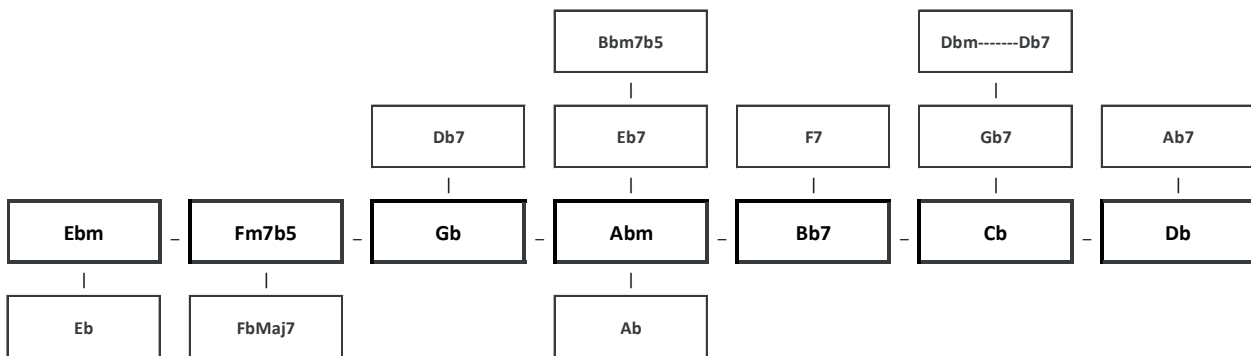 Bbm7b5 Dbm-------Db7
| |
Db7 Eb7 F7 Gb7 Ab7
| | | | |
Ebm – Fm7b5 – Gb – Abm – Bb7 – Cb – Db
| | |
Eb FbMaj7 Ab